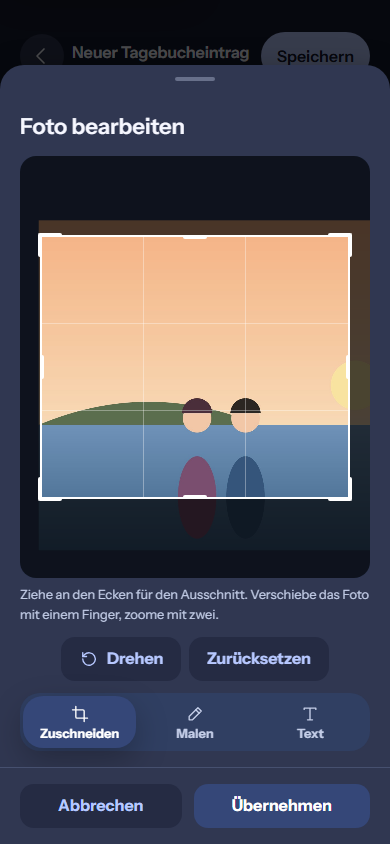 Neuer Tagebucheintrag
Speichern
Foto bearbeiten
Ziehe an den Ecken für den Ausschnitt. Verschiebe das Foto
mit einem Finger, zoome mit zwei.
Drehen
Zurücksetzen
Zuschneiden
Malen
Text
Abbrechen
Übernehmen